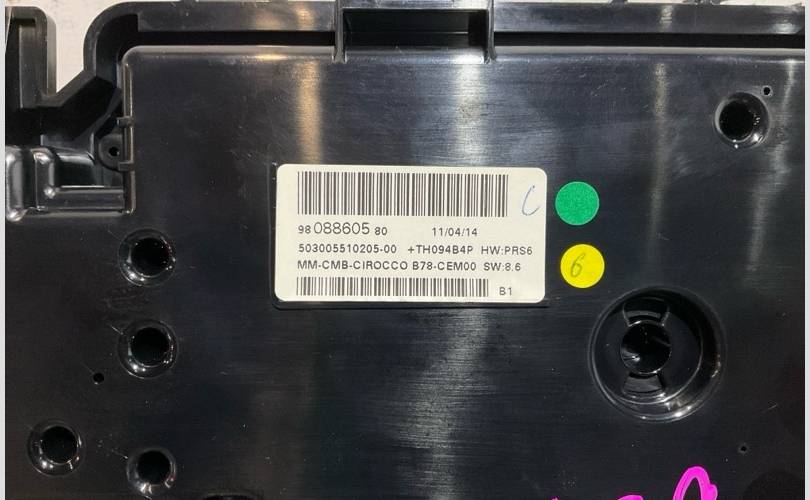 C
98 088605 80 11/04/14
503005510205-00 +TH094B4P HW:PRS6
MM-CMB-CIROCCO B78-CEM00 SW:8.6
B1
6